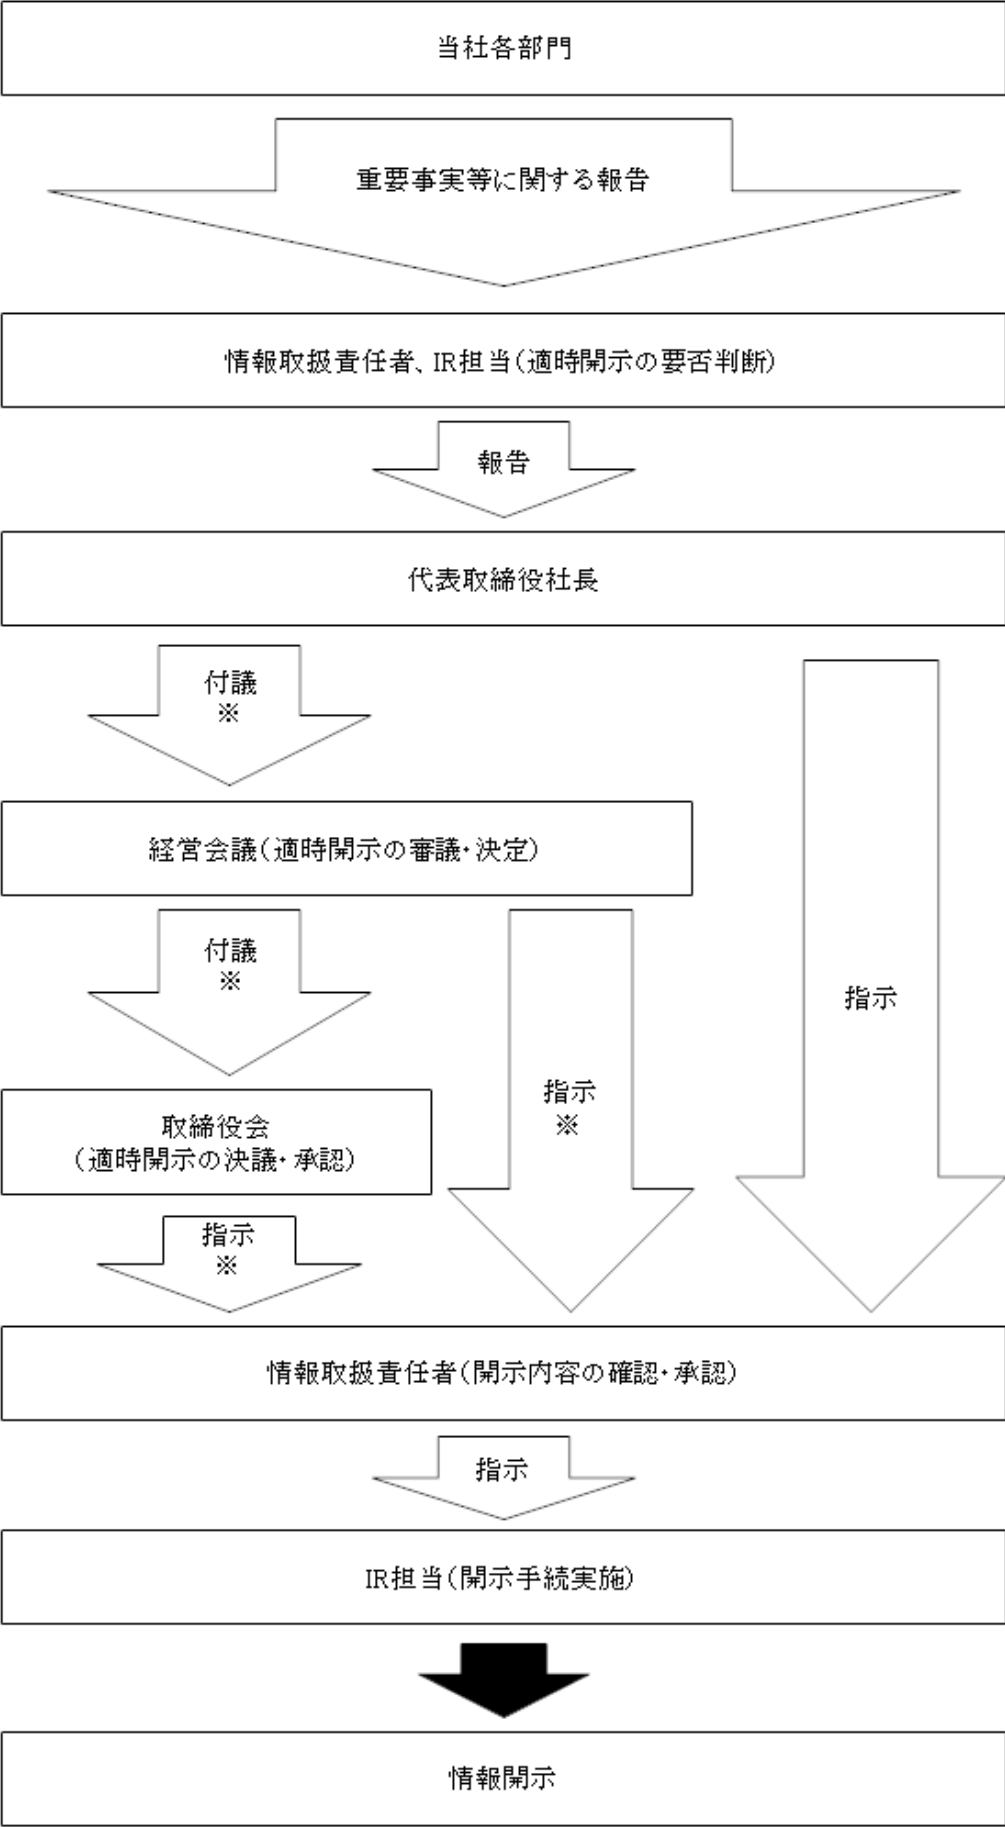 当社各部門
重要事実等に関する報告
情報取扱責任者、IR担当（適時開示の要否判断）
報告
代表取締役社長
付議
※
経営会議（適時開示の審議・決定）
付議
※
指示
指示
※
取締役会
（適時開示の決議・承認）
指示
※
情報取扱責任者（開示内容の確認・承認）
指示
IR担当（開示手続実施）
情報開示